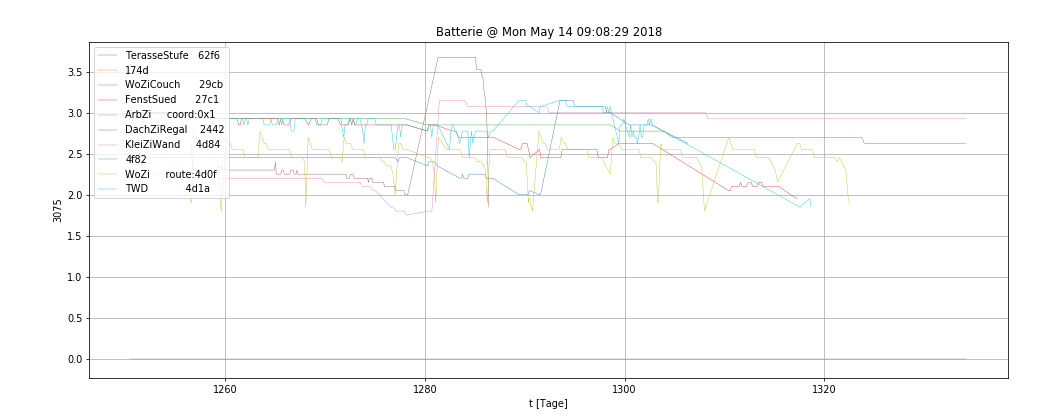 Batterie @ Mon May 14 09:08:29 2018
TerasseStufe 62f6
174d
WoZiCouch 29cb
FenstSued 27c1
ArbZi coord:0x1
DachZiRegal 2442
KleiZiWand 4d84
4f82
WoZi route:4d0f
TWD 4d1a
3.5
3.0
2.5
2.0
1.5
1.0
0.5
0.0
3075
1260 1280 1300 1320
t [Tage]